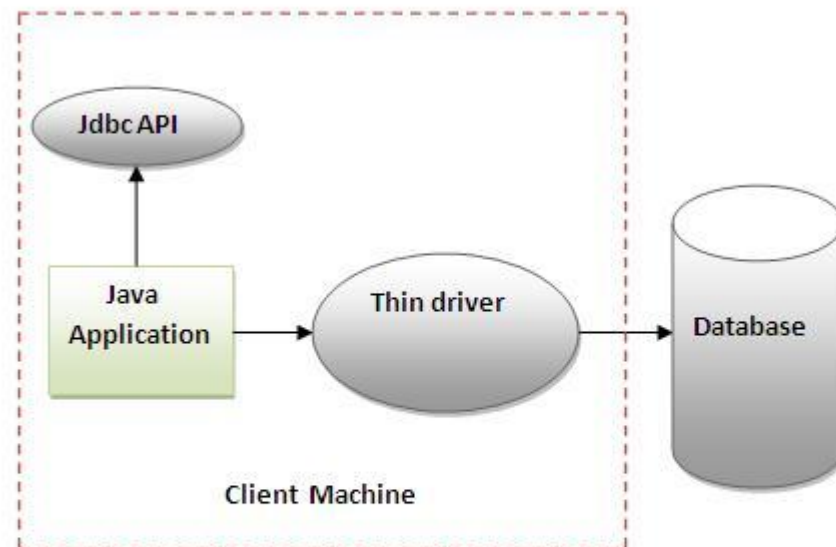 Jdbc API
Java
Application
Thin driver
Database
Client Machine